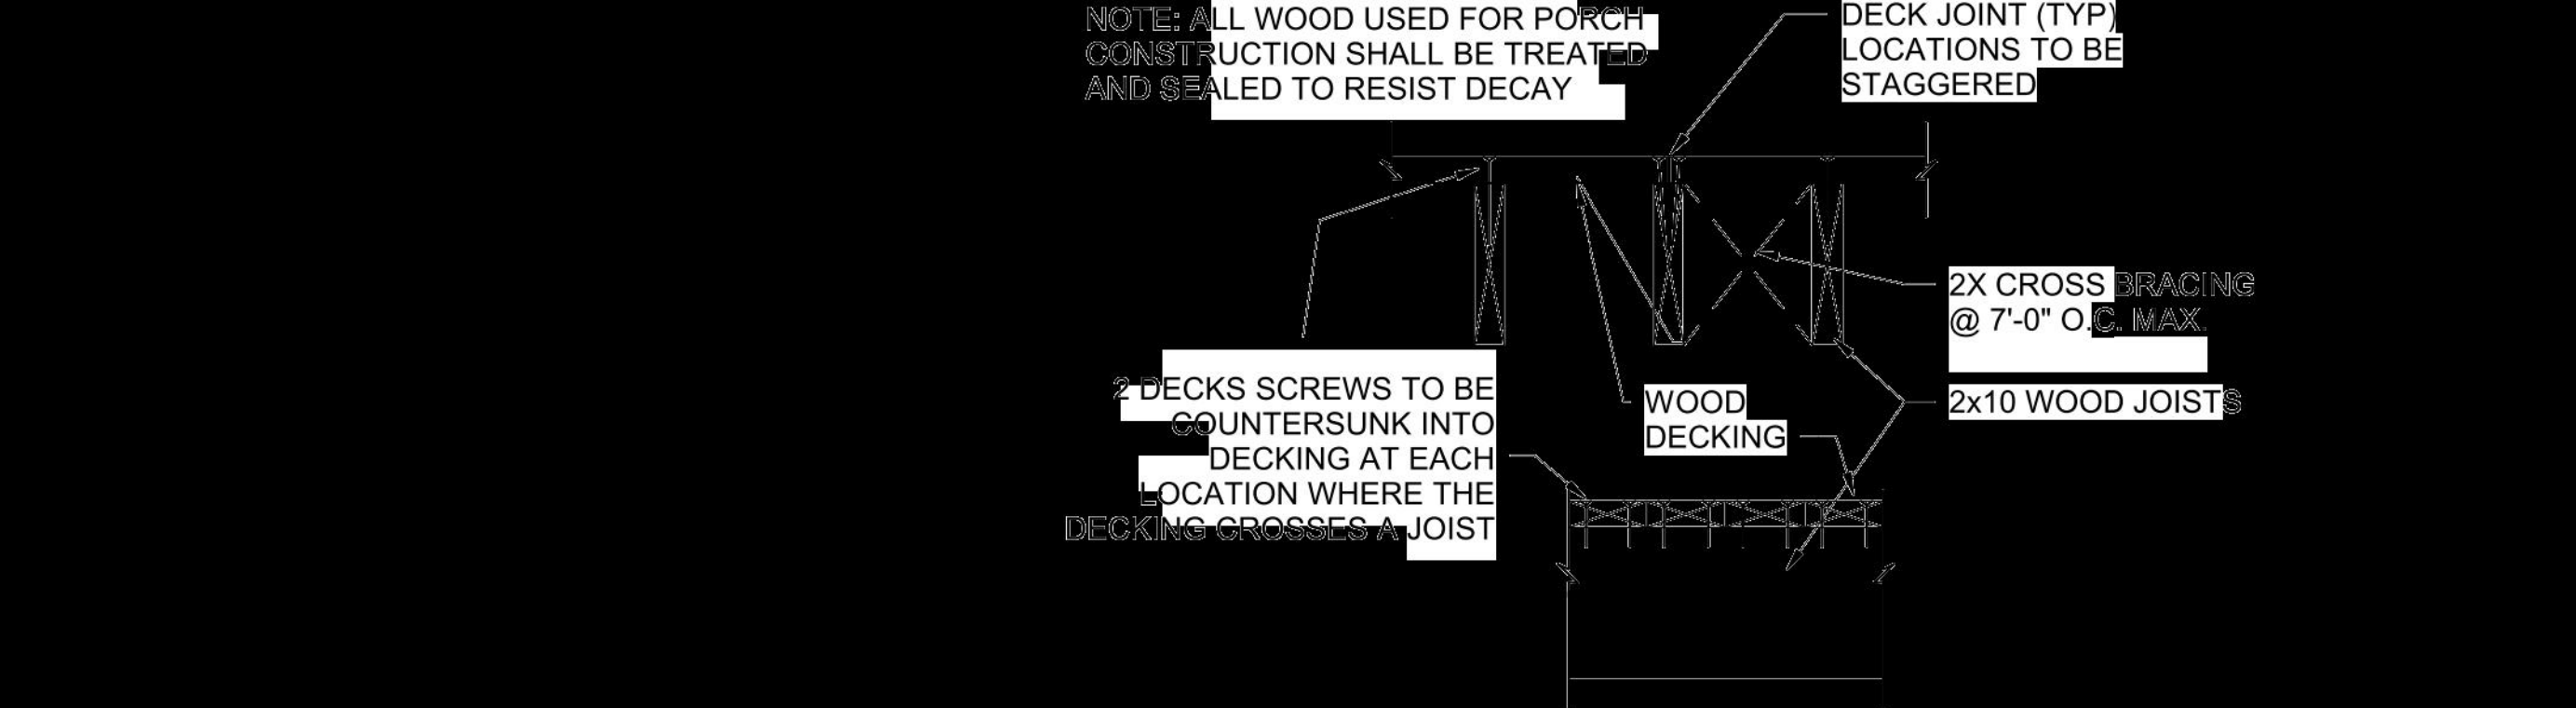 NOTE: ALL WOOD USED FOR PORCH
CONSTRUCTION SHALL BE TREATED
AND SEALED TO RESIST DECAY
DECK JOINT (TYP)
LOCATIONS TO BE
STAGGERED
2X CROSS BRACING
@ 7'-0" O.C. MAX.
2 DECKS SCREWS TO BE
COUNTERSUNK INTO
DECKING AT EACH
LOCATION WHERE THE
DECKING CROSSES A JOIST
WOOD
DECKING
2x10 WOOD JOISTS